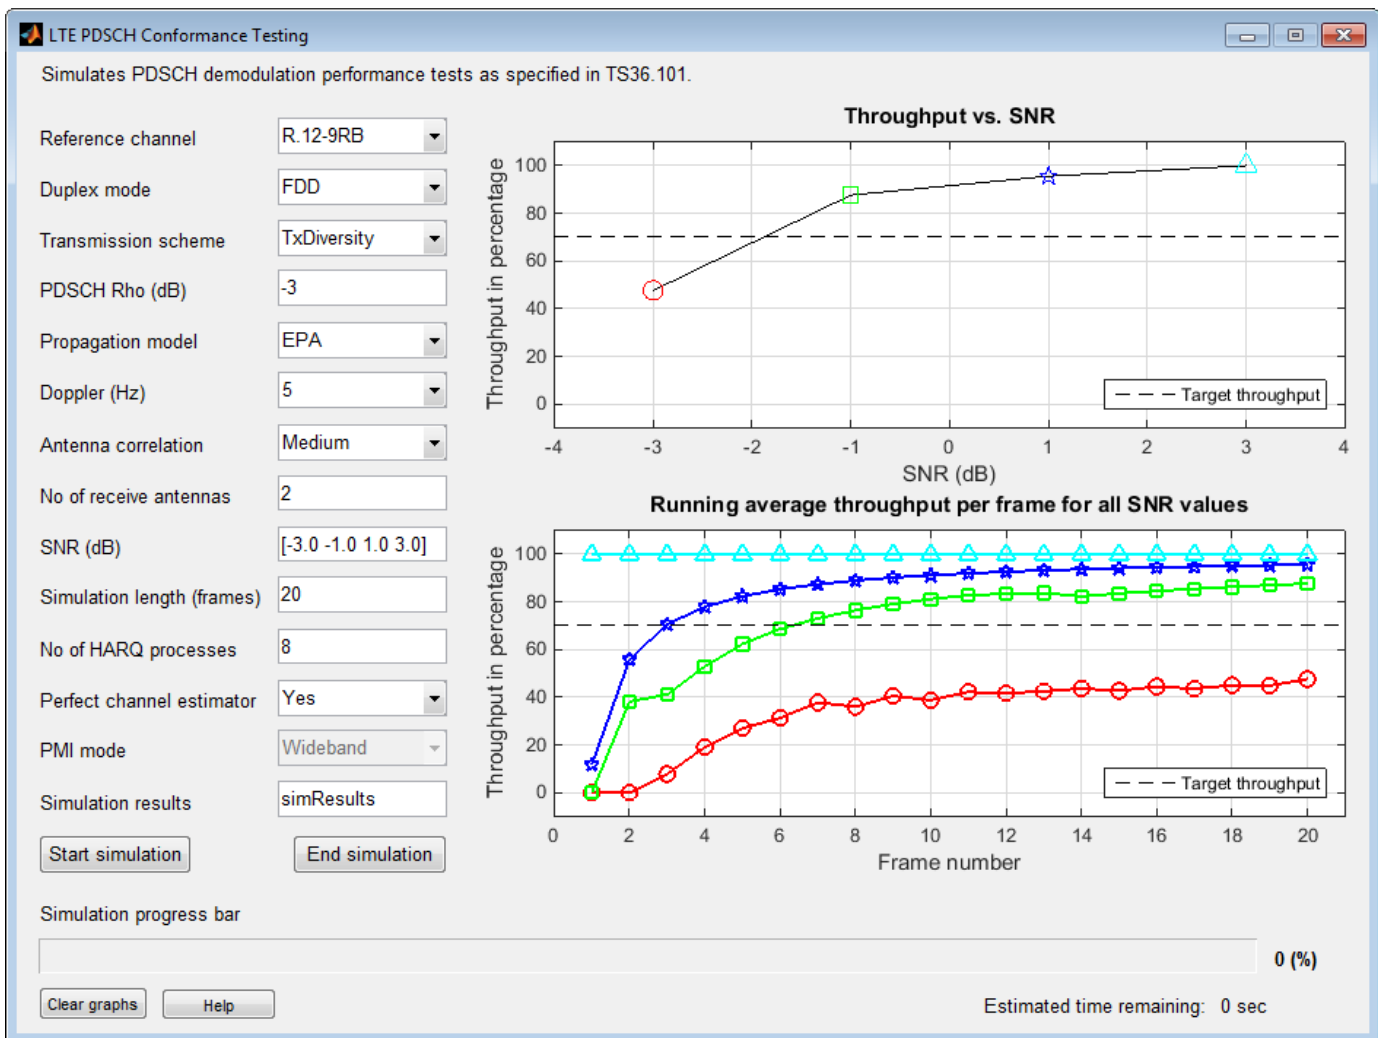 LTE PDSCH Conformance Testing
Simulates PDSCH demodulation performance tests as specified in TS36.101.
Reference channel R.12-9RB
Duplex mode FDD
Transmission scheme TxDiversity
PDSCH Rho (dB) -3
Propagation model EPA
Doppler (Hz) 5
Antenna correlation Medium
No of receive antennas 2
SNR (dB) [-3.0 -1.0 1.0 3.0]
Simulation length (frames) 20
No of HARQ processes 8
Perfect channel estimator Yes
PMI mode Wideband
Simulation results simResults
Start simulation End simulation
Throughput vs. SNR
Throughput in percentage
100
80
60
40
20
0
Target throughput
-4 -3 -2 -1 0 1 2 3 4
SNR (dB)
Running average throughput per frame for all SNR values
Throughput in percentage
100
80
60
40
20
0
Target throughput
0 2 4 6 8 10 12 14 16 18 20
Frame number
Simulation progress bar
0 (%)
Clear graphs Help
Estimated time remaining: 0 sec